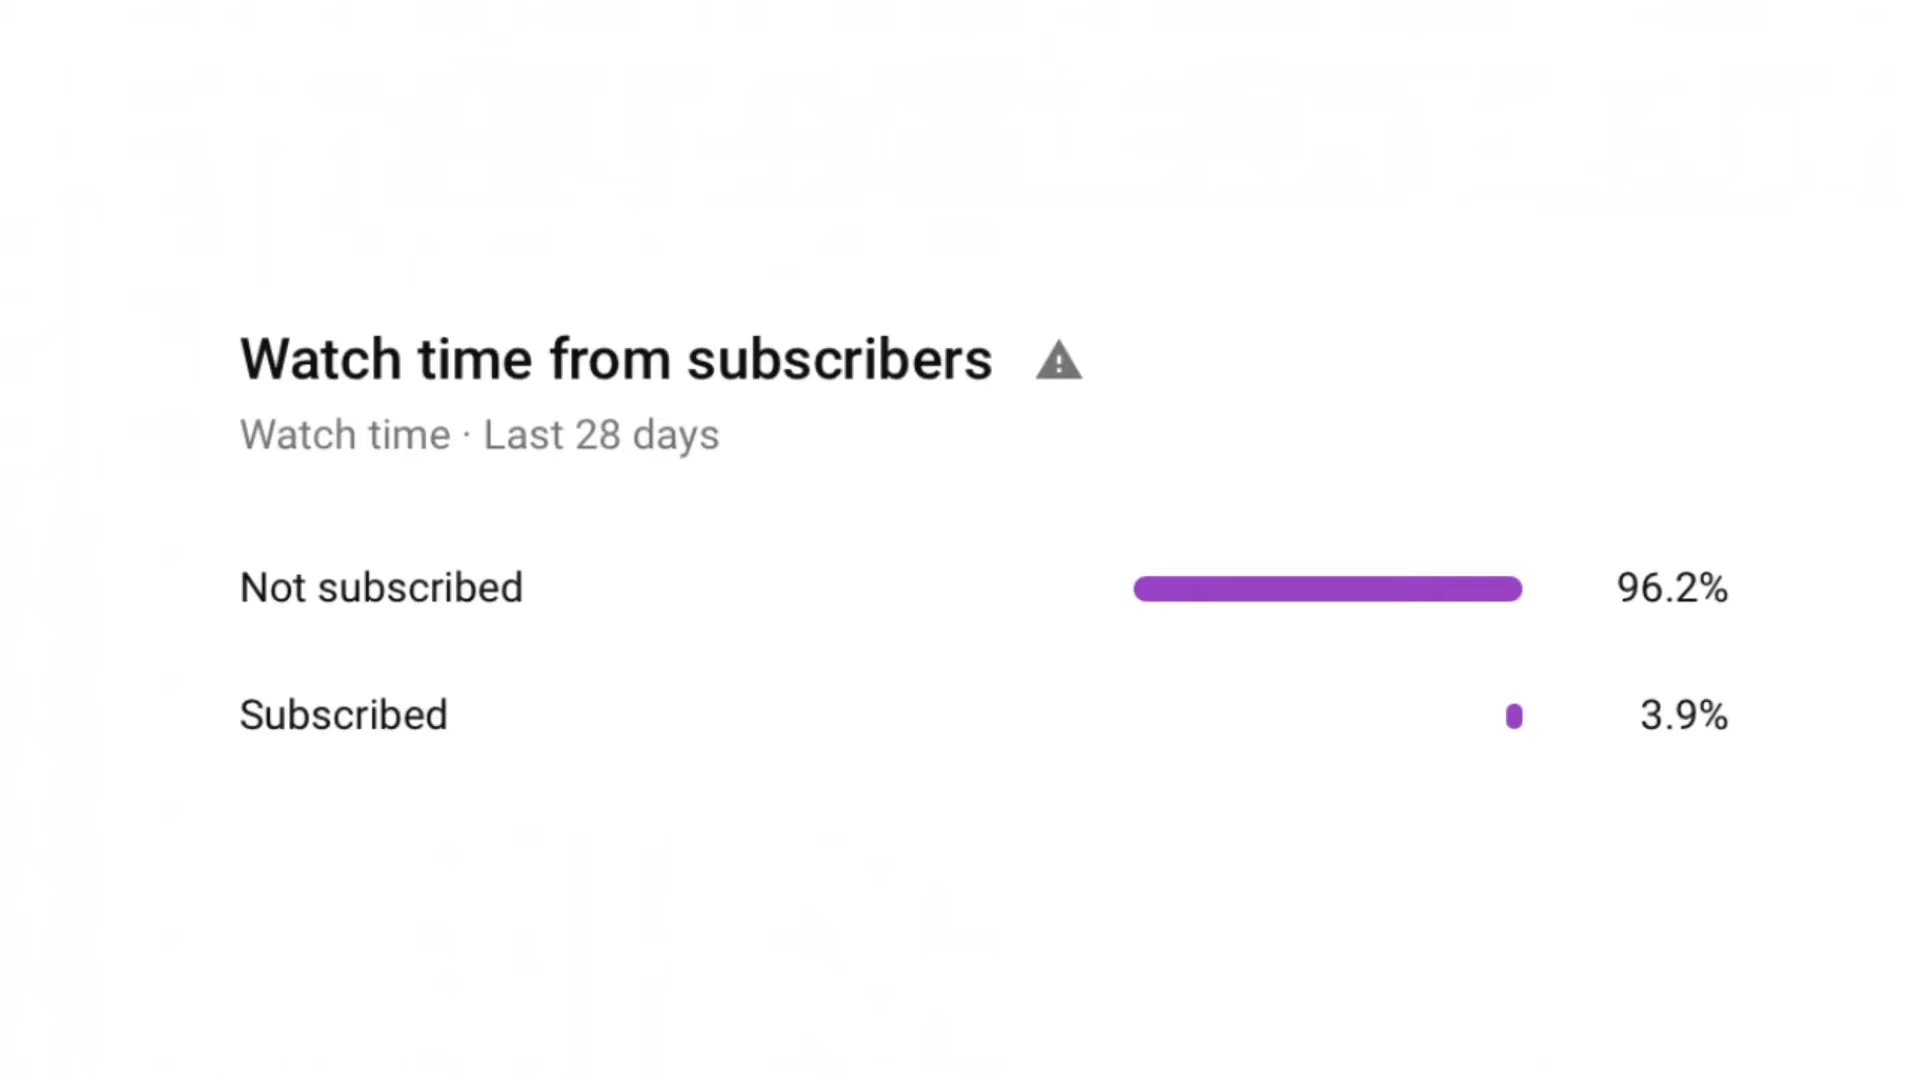 Watch time from subscribers
Watch time · Last 28 days
Not subscribed 96.2%
Subscribed 3.9%